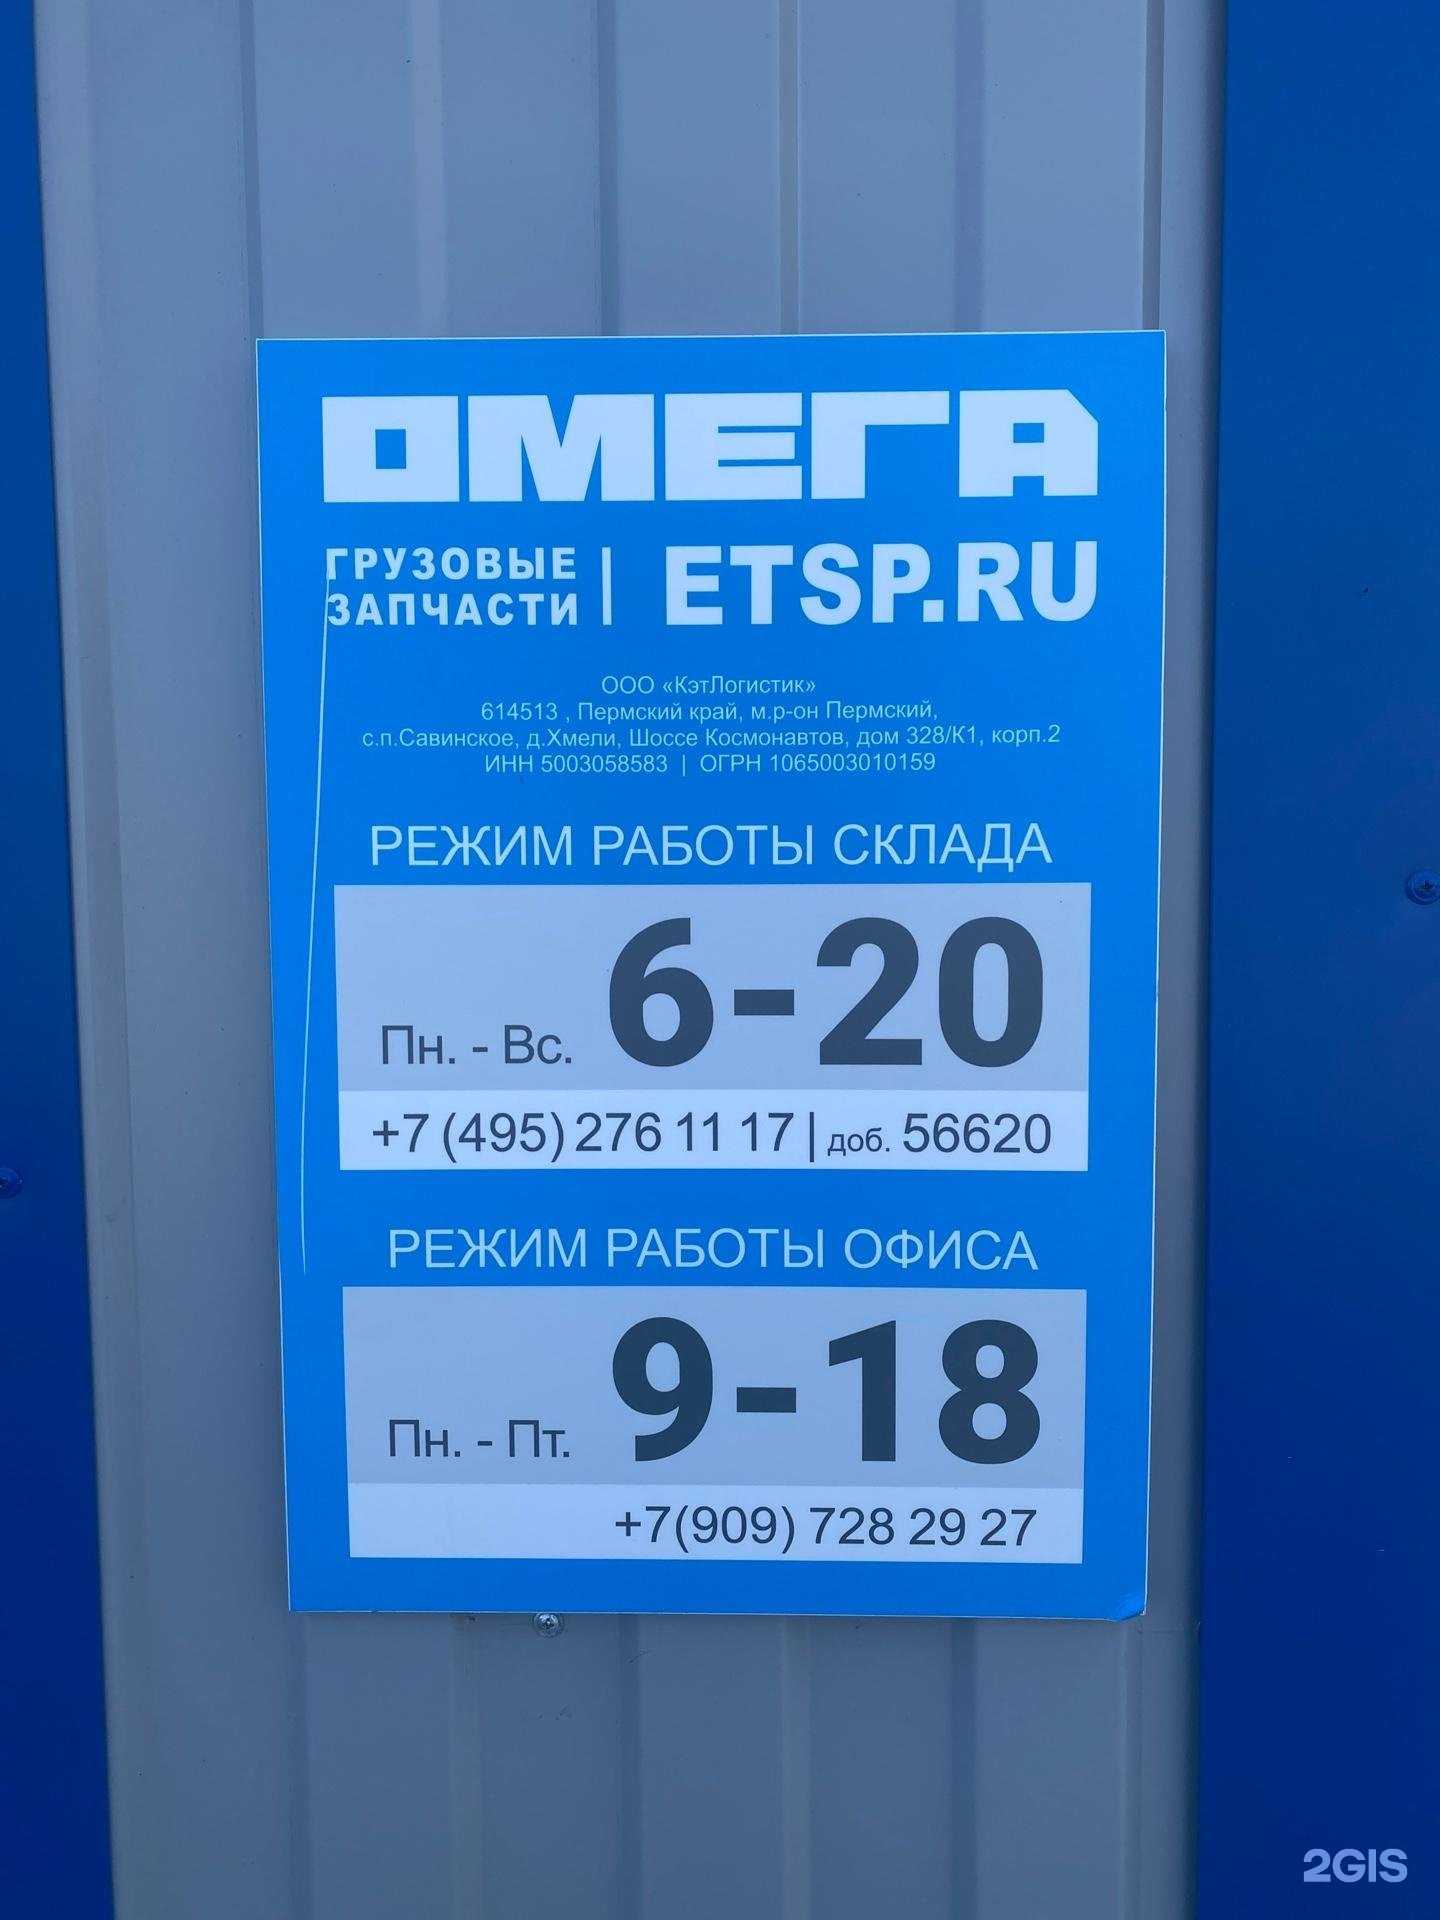 ОМЕГА
ГРУЗОВЫЕ
ЗАПЧАСТИ | ETSP.RU
ООО «КэтЛогистик»
614513 , Пермский край, м.р-он Пермский,
с.п.Савинское, д.Хмели, Шоссе Космонавтов, дом 328/К1, корп.2
ИНН 5003058583 | ОГРН 1065003010159
РЕЖИМ РАБОТЫ СКЛАДА
Пн. - Вс. 6-20
+7 (495) 276 11 17 | доб. 56620
РЕЖИМ РАБОТЫ ОФИСА
Пн. - Пт. 9-18
+7(909) 728 29 27
2GIS